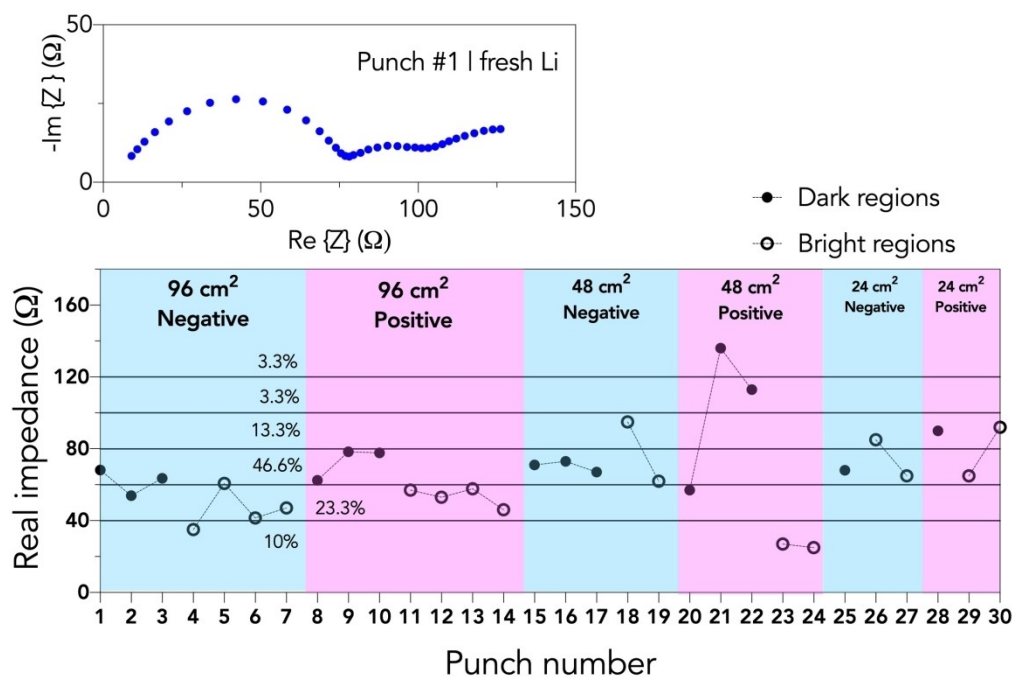 50
-Im {Z } (Ω)
Punch #1 | fresh Li
0
0 50 100 150
Re {Z} (Ω)
Dark regions
Bright regions
96 cm²
Negative
96 cm²
Positive
48 cm²
Negative
48 cm²
Positive
24 cm²
Negative
24 cm²
Positive
Real impedance (Ω)
160
120
80
40
0
3.3%
3.3%
13.3%
46.6%
23.3%
10%
1 2 3 4 5 6 7 8 9 10 11 12 13 14 15 16 17 18 19 20 21 22 23 24 25 26 27 28 29 30
Punch number